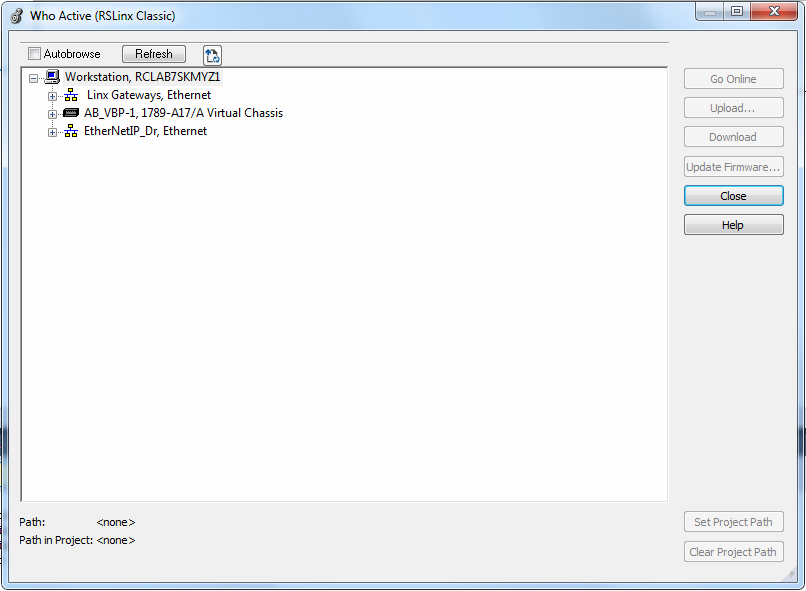 Who Active (RSLinx Classic)
Autobrowse Refresh
Workstation, RCLAB7SKMYZ1
Linx Gateways, Ethernet
AB_VBP-1, 1789-A17/A Virtual Chassis
EtherNetIP_Dr, Ethernet
Go Online
Upload...
Download
Update Firmware...
Close
Help
Path: <none>
Path in Project: <none>
Set Project Path
Clear Project Path